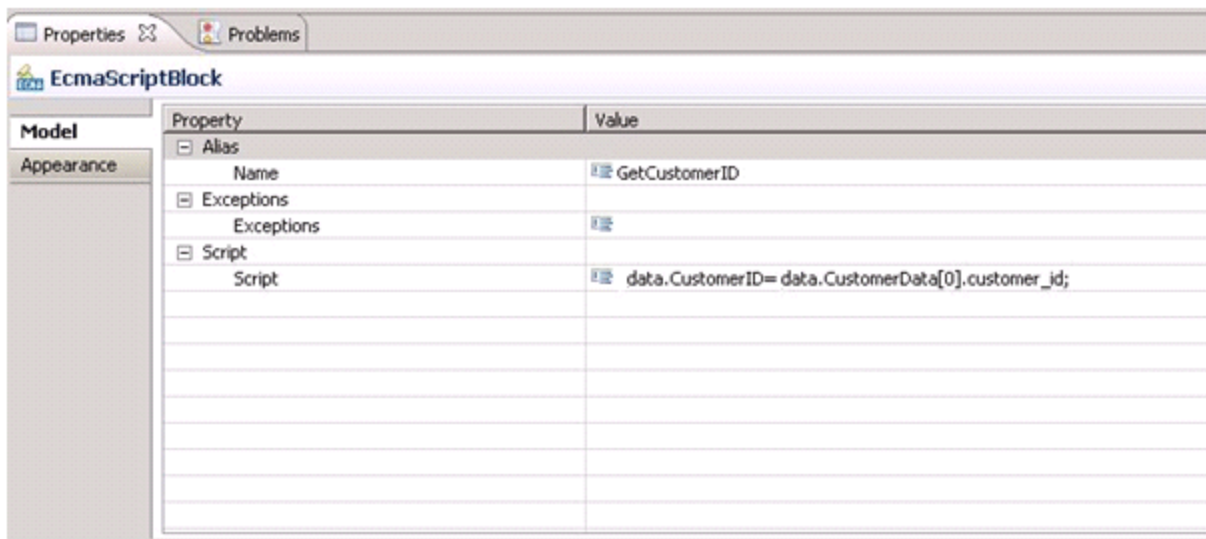 Properties Problems
EcmaScriptBlock
Model
Appearance
Property Value
Alias
Name GetCustomerID
Exceptions
Exceptions
Script
Script data.CustomerID= data.CustomerData[0].customer_id;